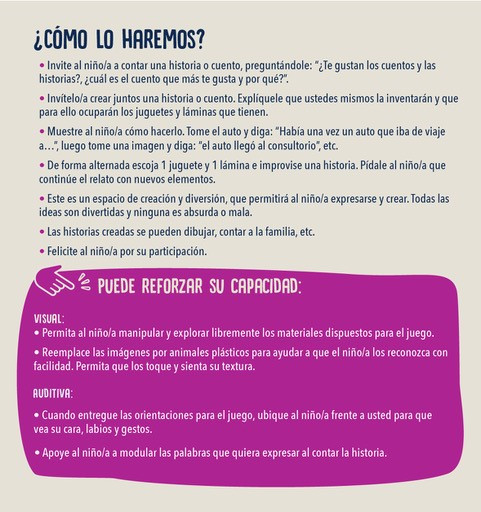 ¿CÓMO LO HAREMOS?
• Invite al niño/a a contar una historia o cuento, preguntándole: "¿Te gustan los cuentos y las
historias?, ¿cuál es el cuento que más te gusta y por qué?".
• Invítelo/a crear juntos una historia o cuento. Explíquele que ustedes mismos la inventarán y que
para ello ocuparán los juguetes y láminas que tienen.
• Muestre al niño/a cómo hacerlo. Tome el auto y diga: "Había una vez un auto que iba de viaje
a...", luego tome una imagen y diga: "el auto llegó al consultorio", etc.
• De forma alternada escoja 1 juguete y 1 lámina e improvise una historia. Pídale al niño/a que
continúe el relato con nuevos elementos.
• Este es un espacio de creación y diversión, que permitirá al niño/a expresarse y crear. Todas las
ideas son divertidas y ninguna es absurda o mala.
• Las historias creadas se pueden dibujar, contar a la familia, etc.
• Felicite al niño/a por su participación.
PUEDE REFORZAR SU CAPACIDAD:
VISUAL:
• Permita al niño/a manipular y explorar libremente los materiales dispuestos para el juego.
• Reemplace las imágenes por animales plásticos para ayudar a que el niño/a los reconozca con
facilidad. Permita que los toque y sienta su textura.
AUDITIVA:
• Cuando entregue las orientaciones para el juego, ubique al niño/a frente a usted para que
vea su cara, labios y gestos.
• Apoye al niño/a a modular las palabras que quiera expresar al contar la historia.